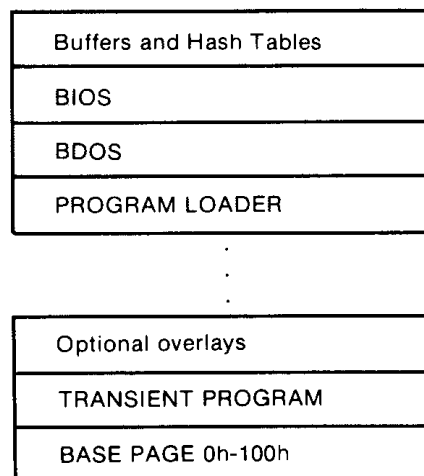 Buffers and Hash Tables
BIOS
BDOS
PROGRAM LOADER
.
.
.
Optional overlays
TRANSIENT PROGRAM
BASE PAGE 0h-100h